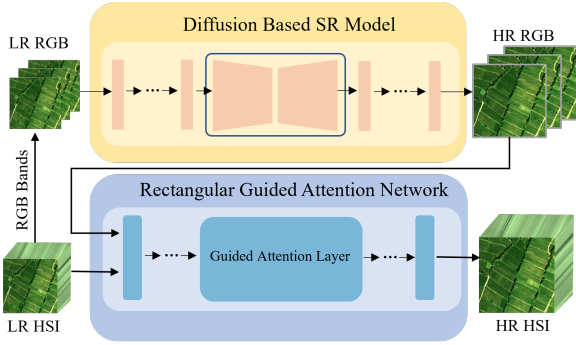 Diffusion Based SR Model
LR RGB
HR RGB
RGB Bands
Rectangular Guided Attention Network
Guided Attention Layer
LR HSI
HR HSI